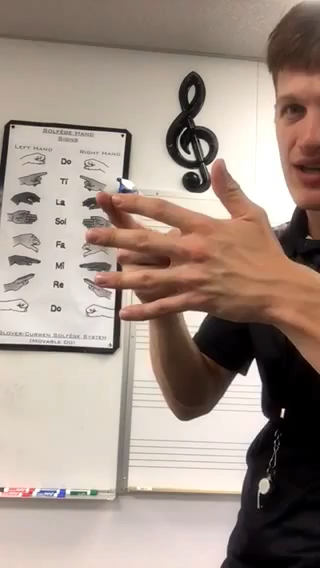 SOLFÈGE HAND
SIGNS
LEFT HAND RIGHT HAND
Do
Ti
La
Sol
Fa
Mi
Re
Do
GLOVER-CURWEN SOLFÈGE SYSTEM
(MOVABLE DO)